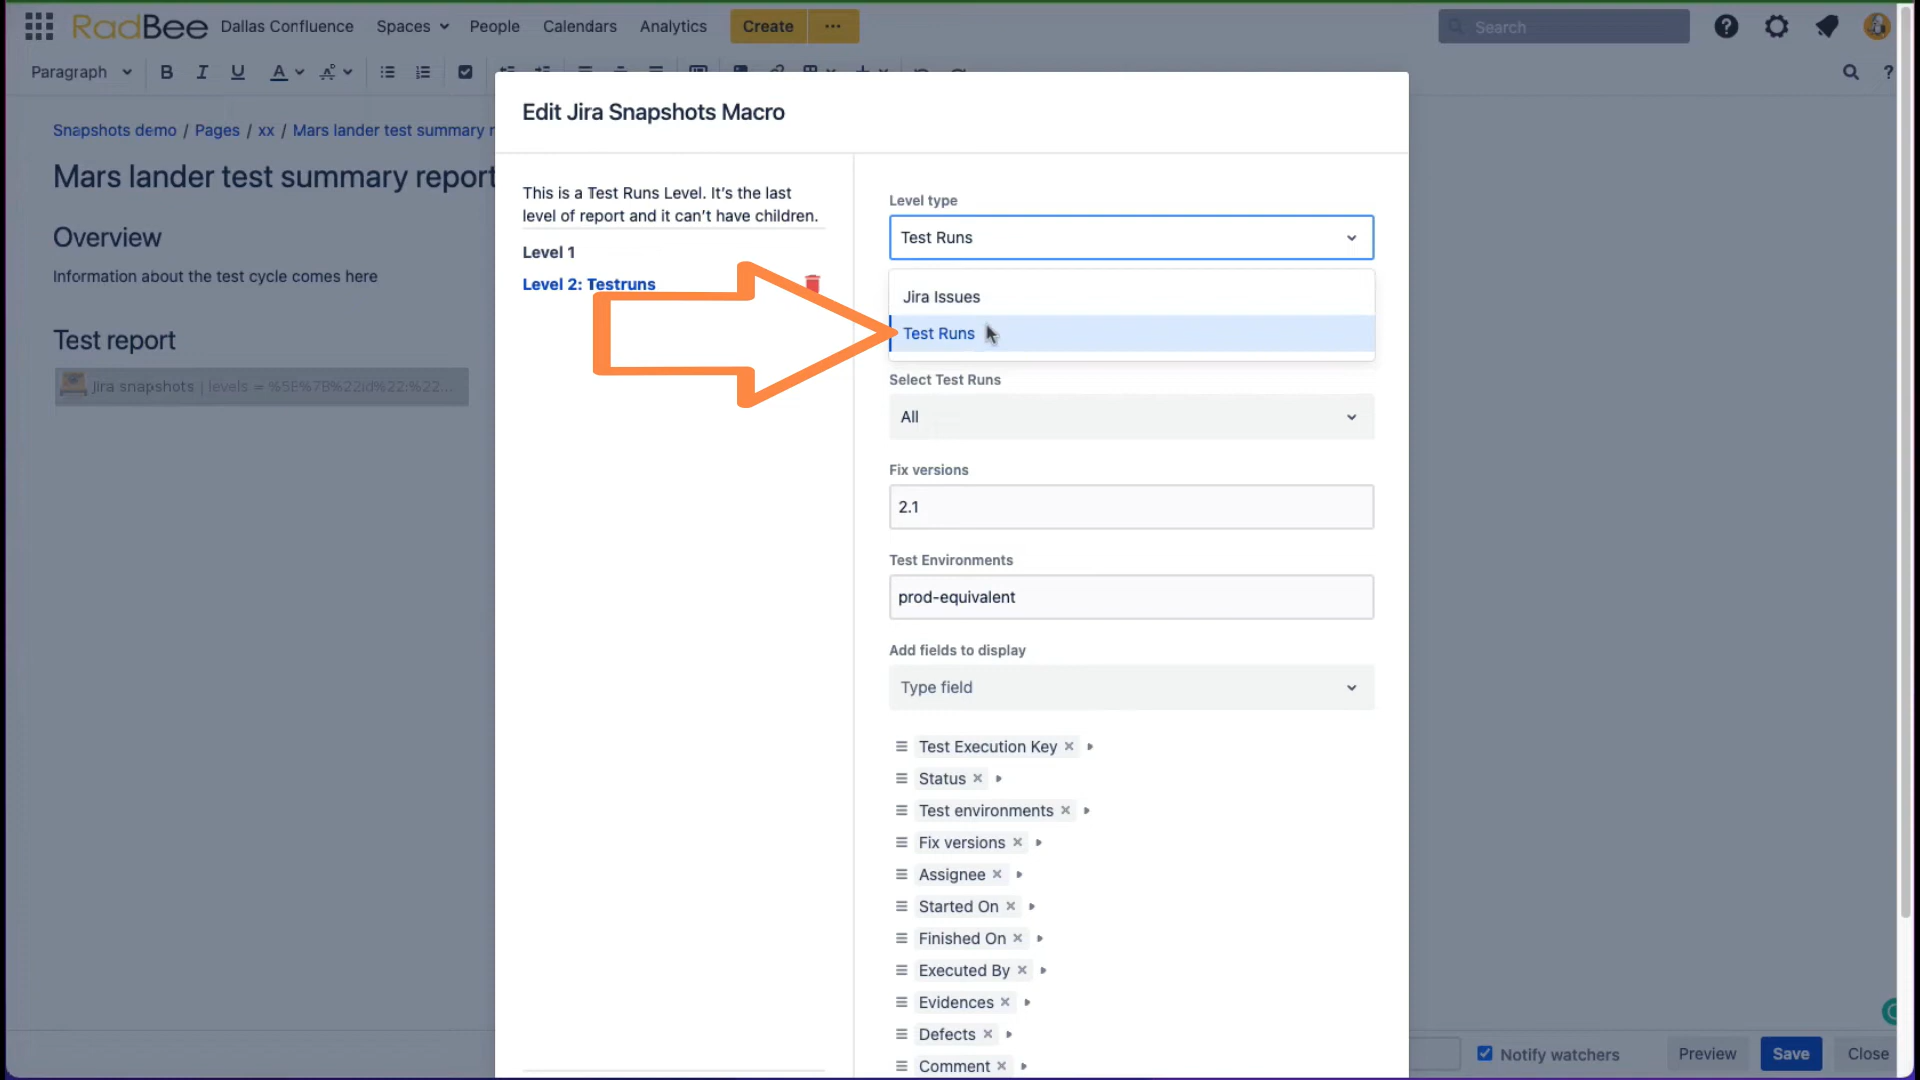 RadBee Dallas Confluence Spaces People Calendars Analytics Create ••• Search
Paragraph B I U A
Snapshots demo / Pages / xx / Mars lander test summary r
Mars lander test summary report
Overview
Information about the test cycle comes here
Test report
Jira snapshots | levels = %5B%7B%22id%22:%22...
Edit Jira Snapshots Macro
This is a Test Runs Level. It's the last
level of report and it can't have children.
Level 1
Level 2: Testruns
Level type
Test Runs
Jira Issues
Test Runs
Select Test Runs
All
Fix versions
2.1
Test Environments
prod-equivalent
Add fields to display
Type field
Test Execution Key
Status
Test environments
Fix versions
Assignee
Started On
Finished On
Executed By
Evidences
Defects
Comment
Notify watchers Preview Save Close